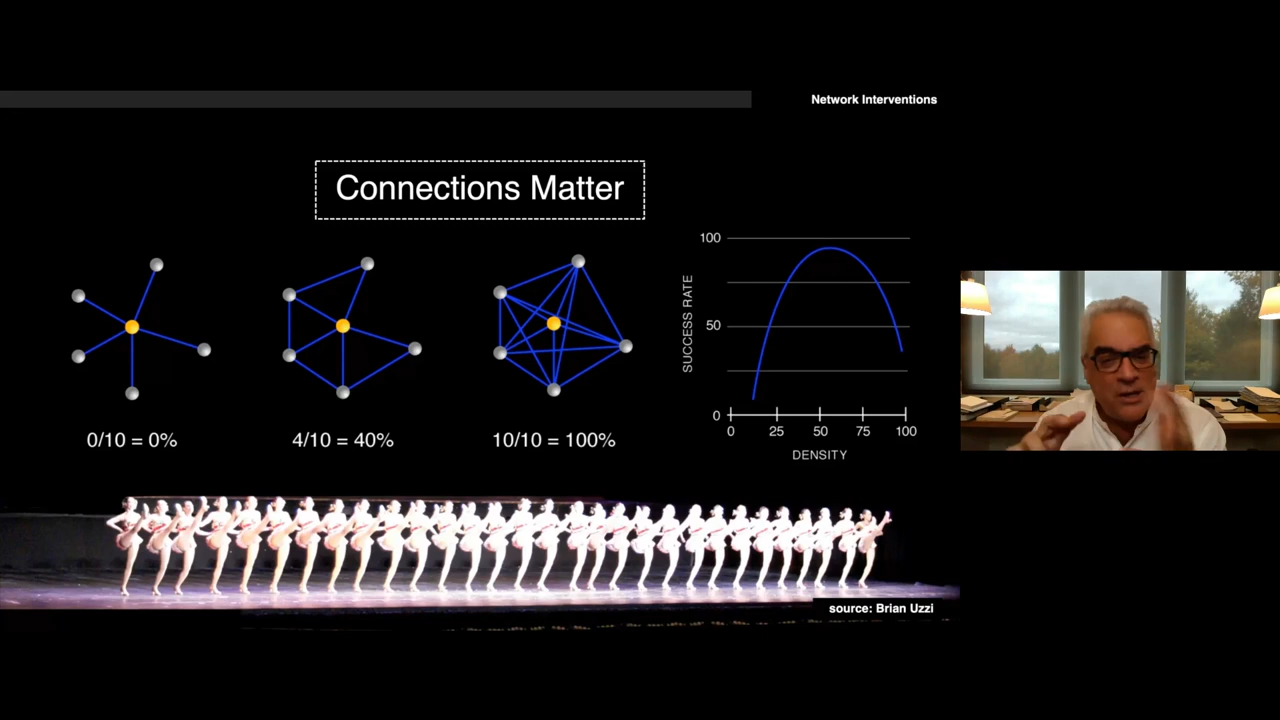 Network Interventions
Connections Matter
0/10 = 0%
4/10 = 40%
10/10 = 100%
SUCCESS RATE
100
50
0
0 25 50 75 100
DENSITY
source: Brian Uzzi